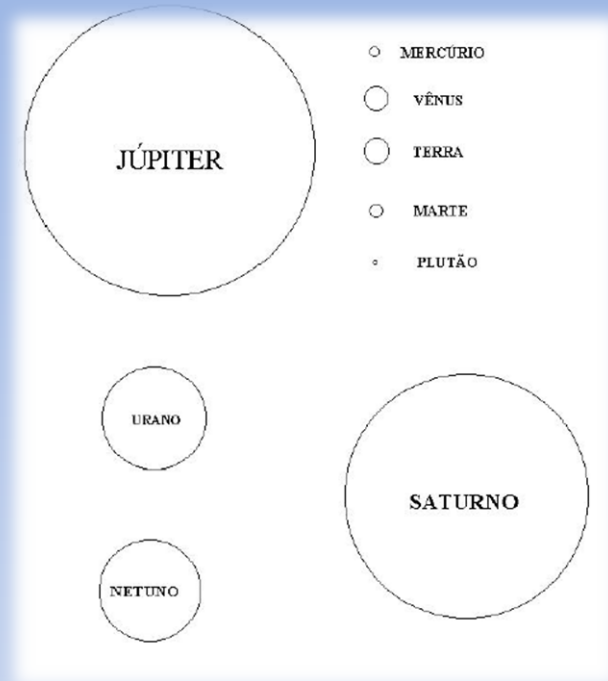 JÚPITER
MERCÚRIO
VÊNUS
TERRA
MARTE
PLUTÃO
URANO
SATURNO
NETUNO